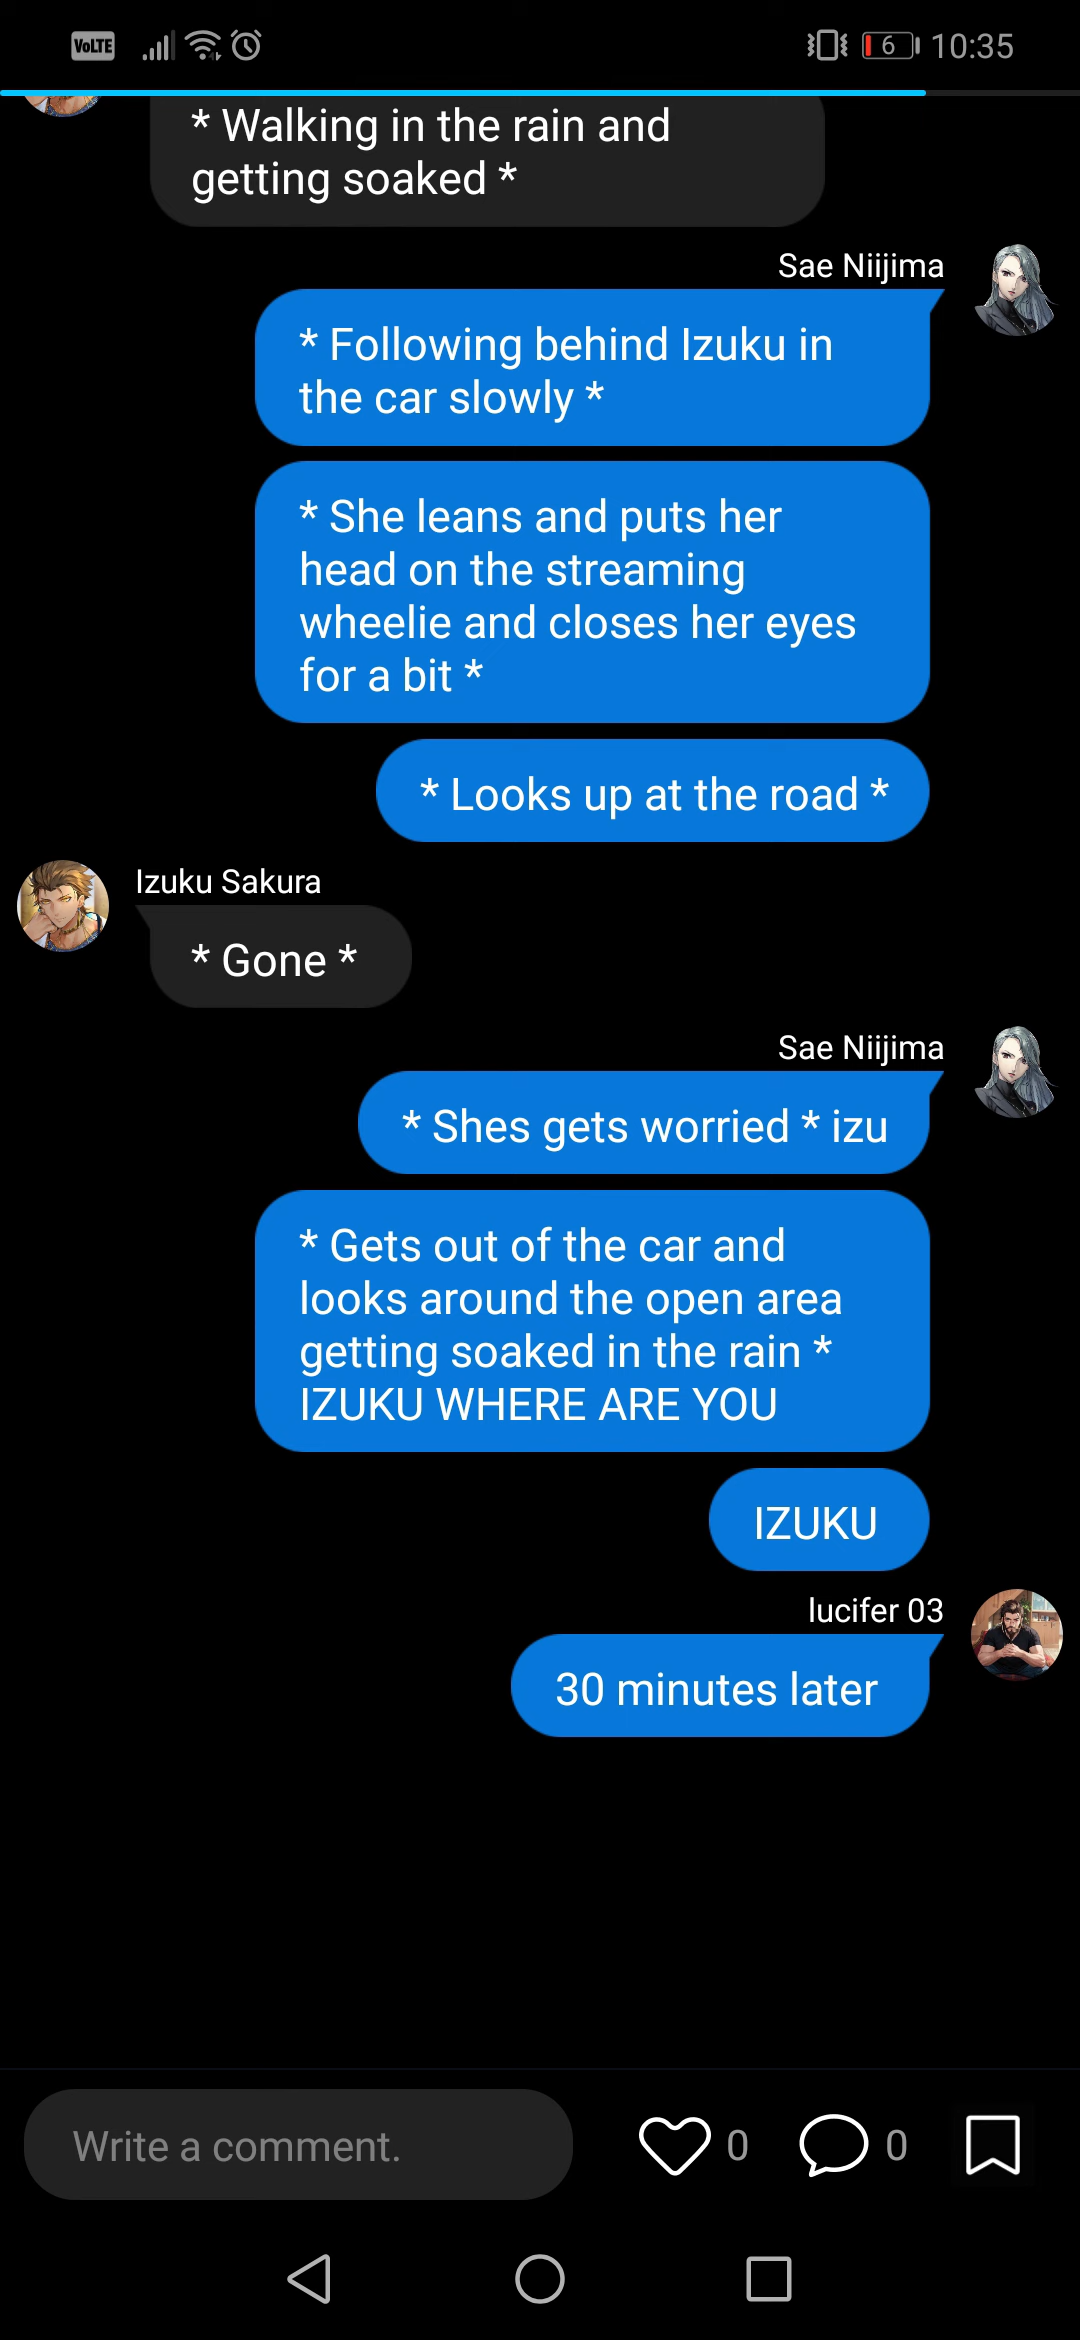 VoLTE 6 10:35
* Walking in the rain and
getting soaked *
Sae Niijima
* Following behind Izuku in
the car slowly *
* She leans and puts her
head on the streaming
wheelie and closes her eyes
for a bit *
* Looks up at the road *
Izuku Sakura
* Gone *
Sae Niijima
* Shes gets worried * izu
* Gets out of the car and
looks around the open area
getting soaked in the rain *
IZUKU WHERE ARE YOU
IZUKU
lucifer 03
30 minutes later
Write a comment. 0 0